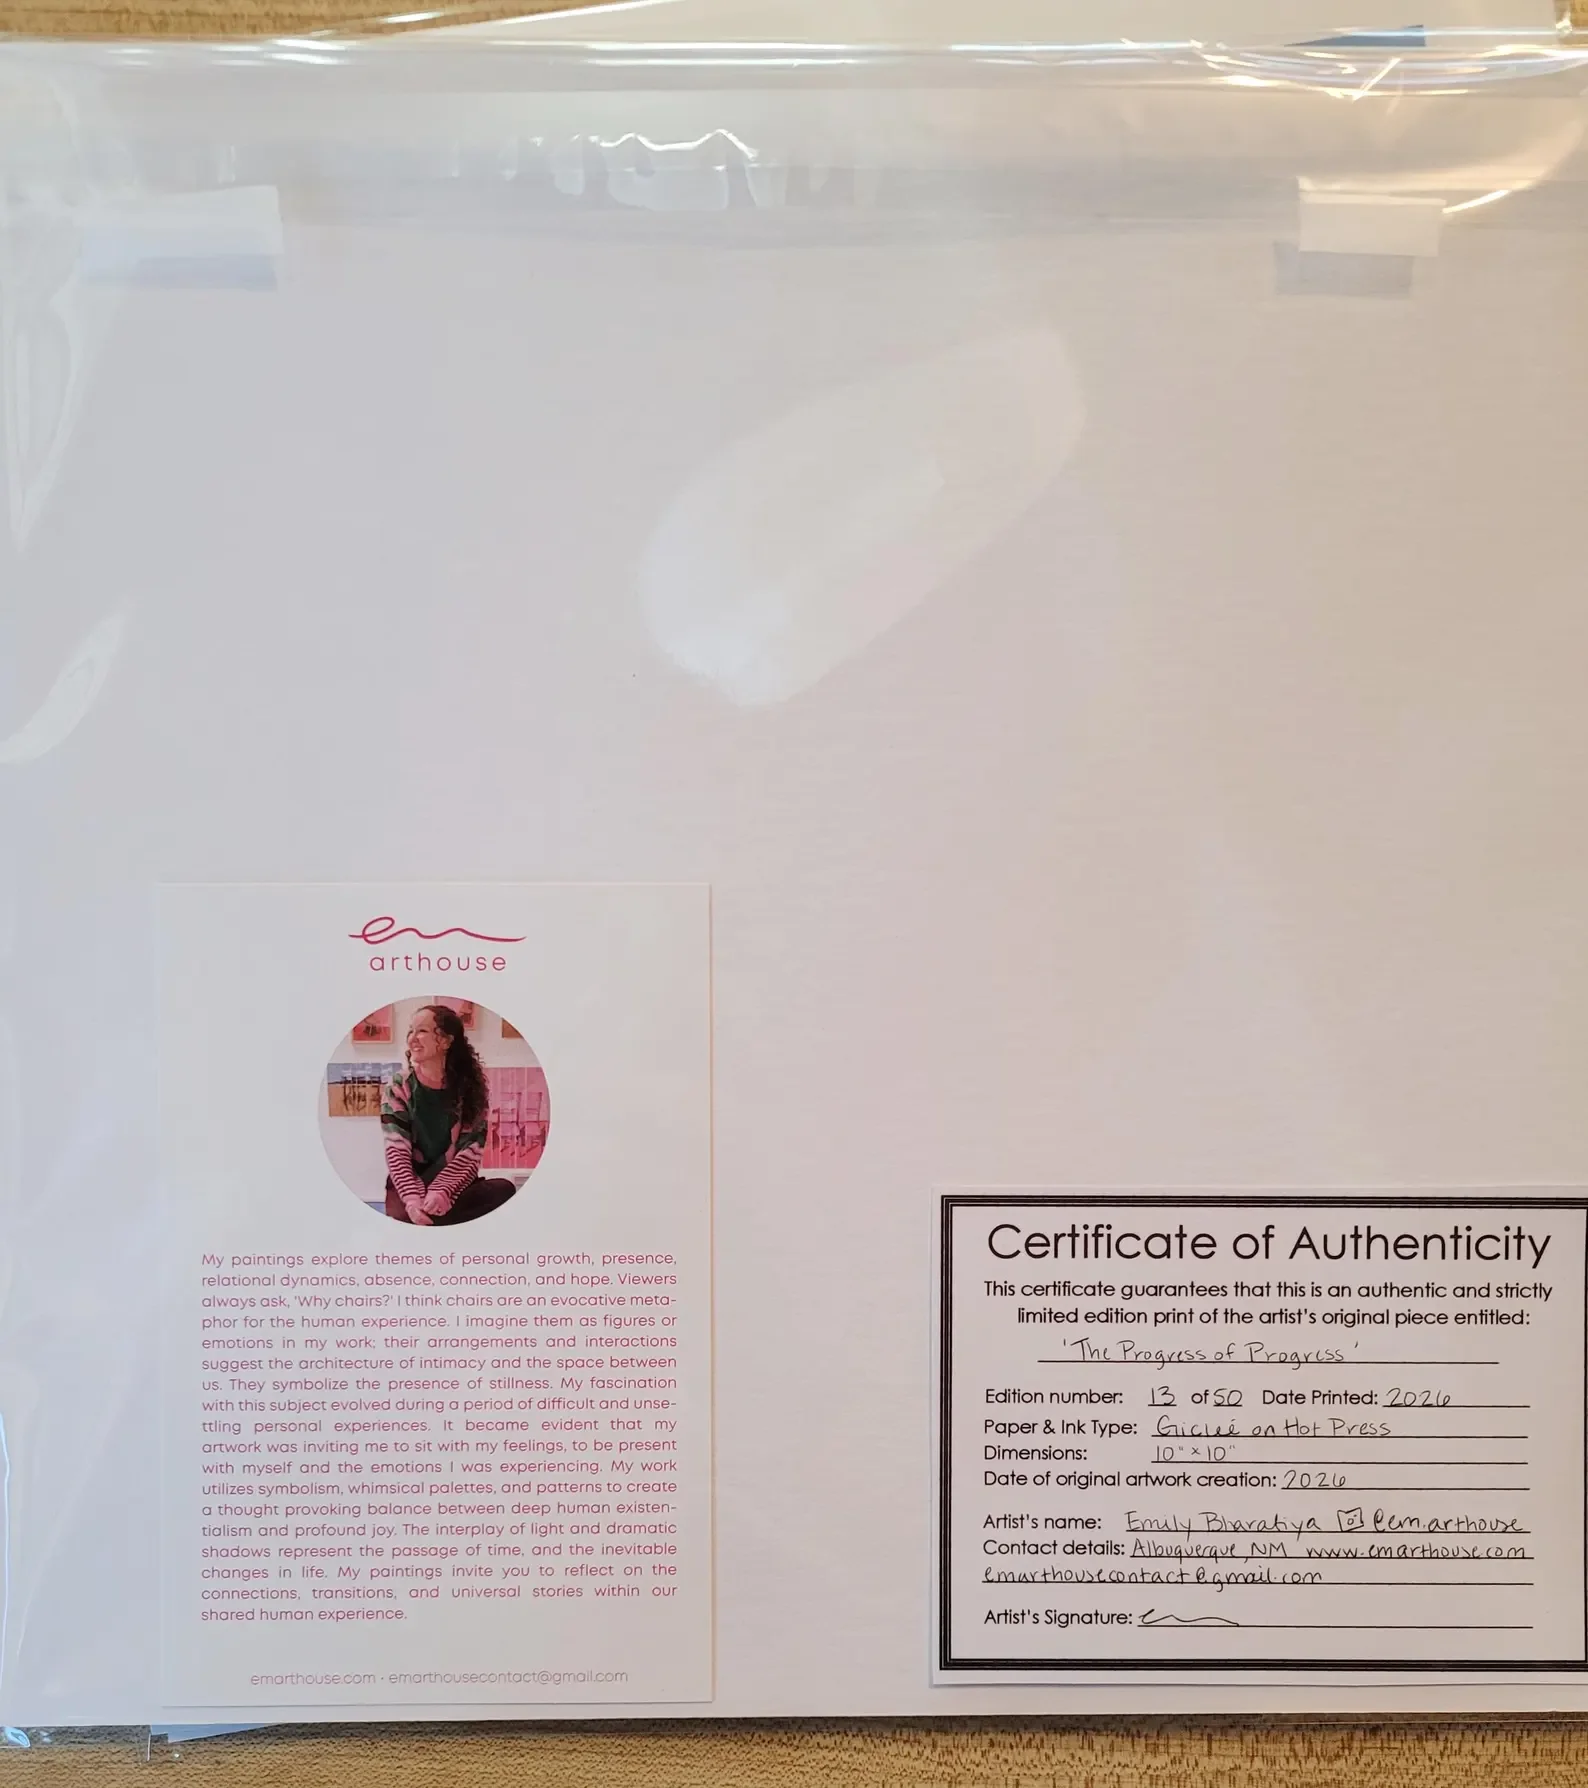 em
arthouse
My paintings explore themes of personal growth, presence,
relational dynamics, absence, connection, and hope. Viewers
always ask, 'Why chairs?' I think chairs are an evocative meta-
phor for the human experience. I imagine them as figures or
emotions in my work; their arrangements and interactions
suggest the architecture of intimacy and the space between
us. They symbolize the presence of stillness. My fascination
with this subject evolved during a period of difficult and unse-
ttling personal experiences. It became evident that my
artwork was inviting me to sit with my feelings, to be present
with myself and the emotions I was experiencing. My work
utilizes symbolism, whimsical palettes, and patterns to create
a thought provoking balance between deep human existen-
tialism and profound joy. The interplay of light and dramatic
shadows represent the passage of time, and the inevitable
changes in life. My paintings invite you to reflect on the
connections, transitions, and universal stories within our
shared human experience.
emarthouse.com • emarthousecontact@gmail.com
Certificate of Authenticity
This certificate guarantees that this is an authentic and strictly
limited edition print of the artist's original piece entitled:
'The Progress of Progress'
Edition number: 13 of 50 Date Printed: 2026
Paper & Ink Type: Gicleé on Hot Press
Dimensions: 10" x 10"
Date of original artwork creation: 2026
Artist's name: Emily Bharatiya @em.arthouse
Contact details: Albuquerque, NM www.emarthouse.com
emarthousecontact@gmail.com
Artist's Signature: em